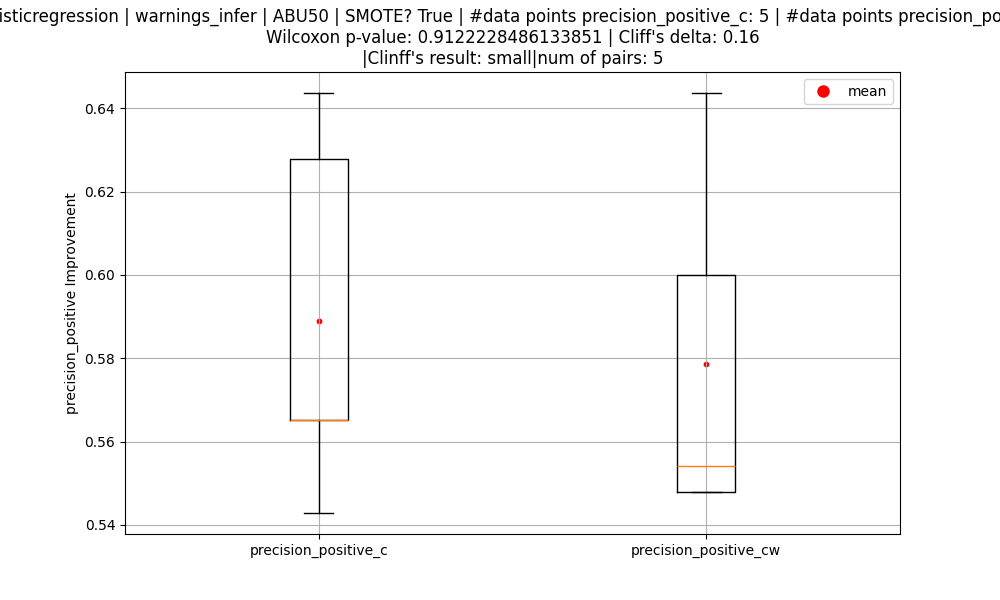 | warnings_infer | ABU50 | SMOTE? True | #data points precision_positive_c: 5 | #data points
Wilcoxon p-value: 0.9122228486133851 | Cliff's delta: 0.16
|Clinff's result: small|num of pairs: 5
mean
0.64
0.62
0.60
0.58
0.56
0.54
precision_positive Improvement
precision_positive_c
precision_positive_cw